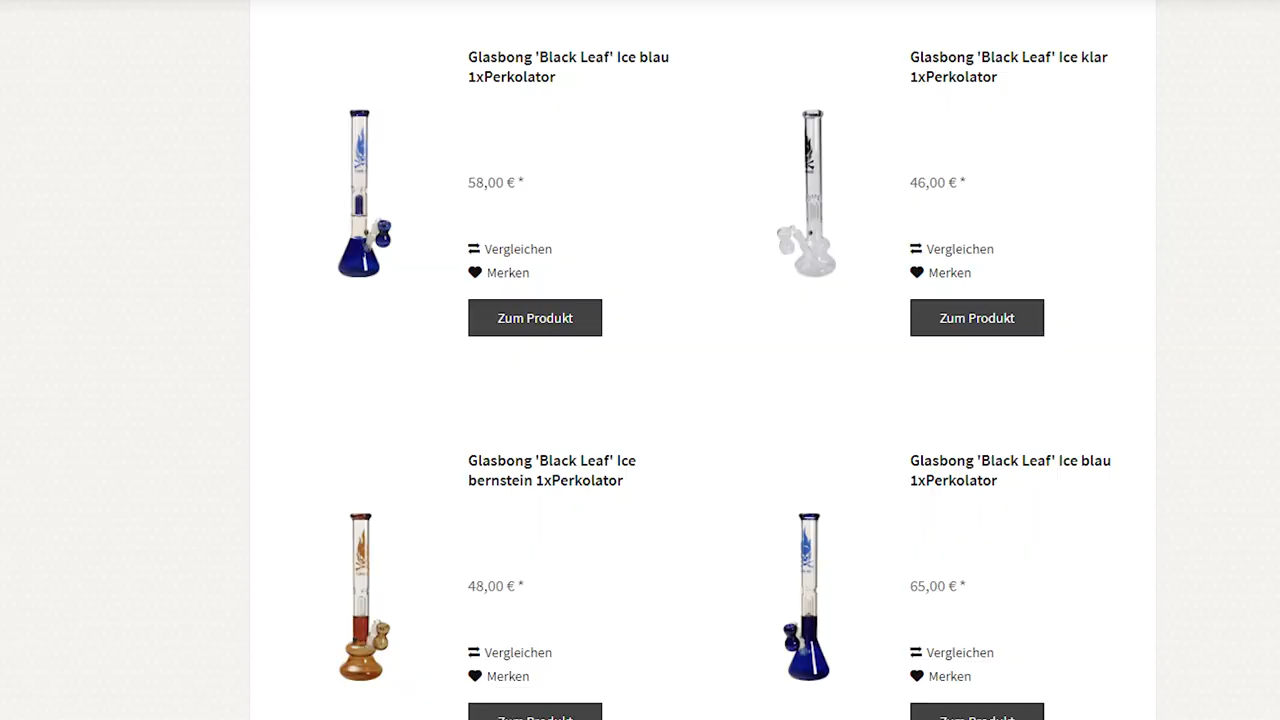 Glasbong 'Black Leaf' Ice blau
1xPerkolator
58,00 € *
Vergleichen
Merken
Zum Produkt
Glasbong 'Black Leaf' Ice klar
1xPerkolator
46,00 € *
Vergleichen
Merken
Zum Produkt
Glasbong 'Black Leaf' Ice
bernstein 1xPerkolator
48,00 € *
Vergleichen
Merken
Zum Produkt
Glasbong 'Black Leaf' Ice blau
1xPerkolator
65,00 € *
Vergleichen
Merken
Zum Produkt